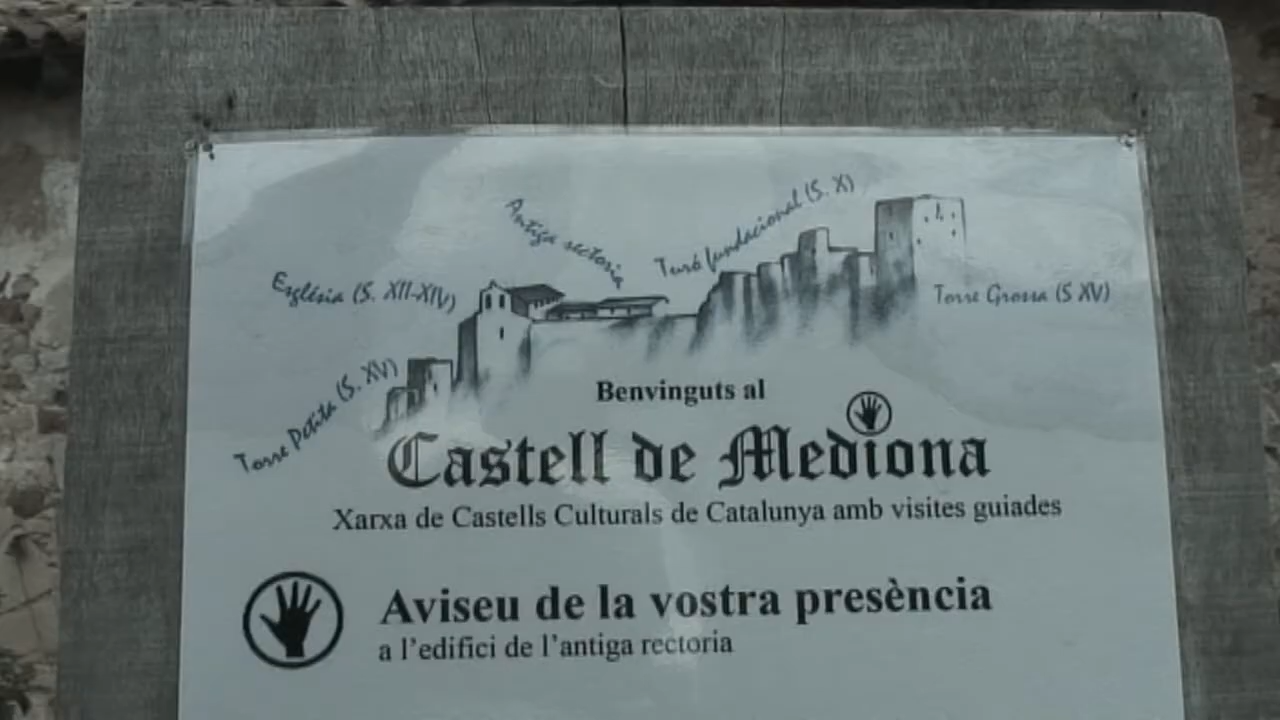 Antiga rectoria
Turó fundacional (S. X)
Església (S. XII-XIV)
Torre Grossa (S XV)
Torre Petita (S. XV)
Benvinguts al
Castell de Mediona
Xarxa de Castells Culturals de Catalunya amb visites guiades
Aviseu de la vostra presència
a l'edifici de l'antiga rectoria